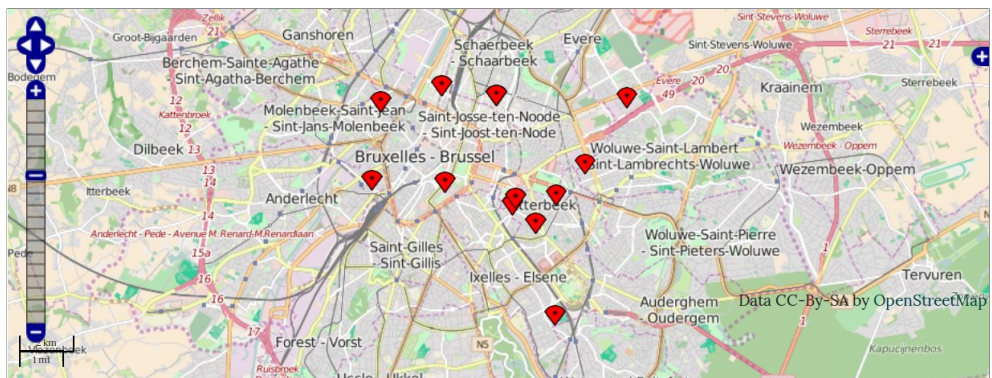 Zellik
21
Groot-Bijgaarden
Ganshoren
Schaerbeek
- Schaarbeek
Evere
Sint-Stevens-Woluwe
Sterrebeek
21
21
Sint-Stevens-Woluwe
Bodegem
Berchem-Sainte-Agathe
- Sint-Agatha-Berchem
Evere
20
20
49
Kraainem
Sterrebeek
12
Kattenbroek
12
Molenbeek-Saint-Jean
- Sint-Jans-Molenbeek
Saint-Josse-ten-Noode
- Sint-Joost-ten-Node
Wezembeek
Wezembeek - Oppem
Dilbeek
13
Bruxelles - Brussel
Woluwe-Saint-Lambert
Sint-Lambrechts-Woluwe
Wezembeek-Oppem
13
14
Itterbeek
Anderlecht
14
Etterbeek
Anderlecht - Pede - Avenue M. Renard-M.Renardlaan
15a
Pede
Saint-Gilles
- Sint-Gillis
Woluwe-Saint-Pierre
- Sint-Pieters-Woluwe
1
16
16
Ixelles - Elsene
Tervuren
Auderghem
- Oudergem
Data CC-By-SA by OpenStreetMap
17
1
km
1 mi
Forest - Vorst
N5
Kapucijnenbos
Ruisbroek
Uccle - Ukkel